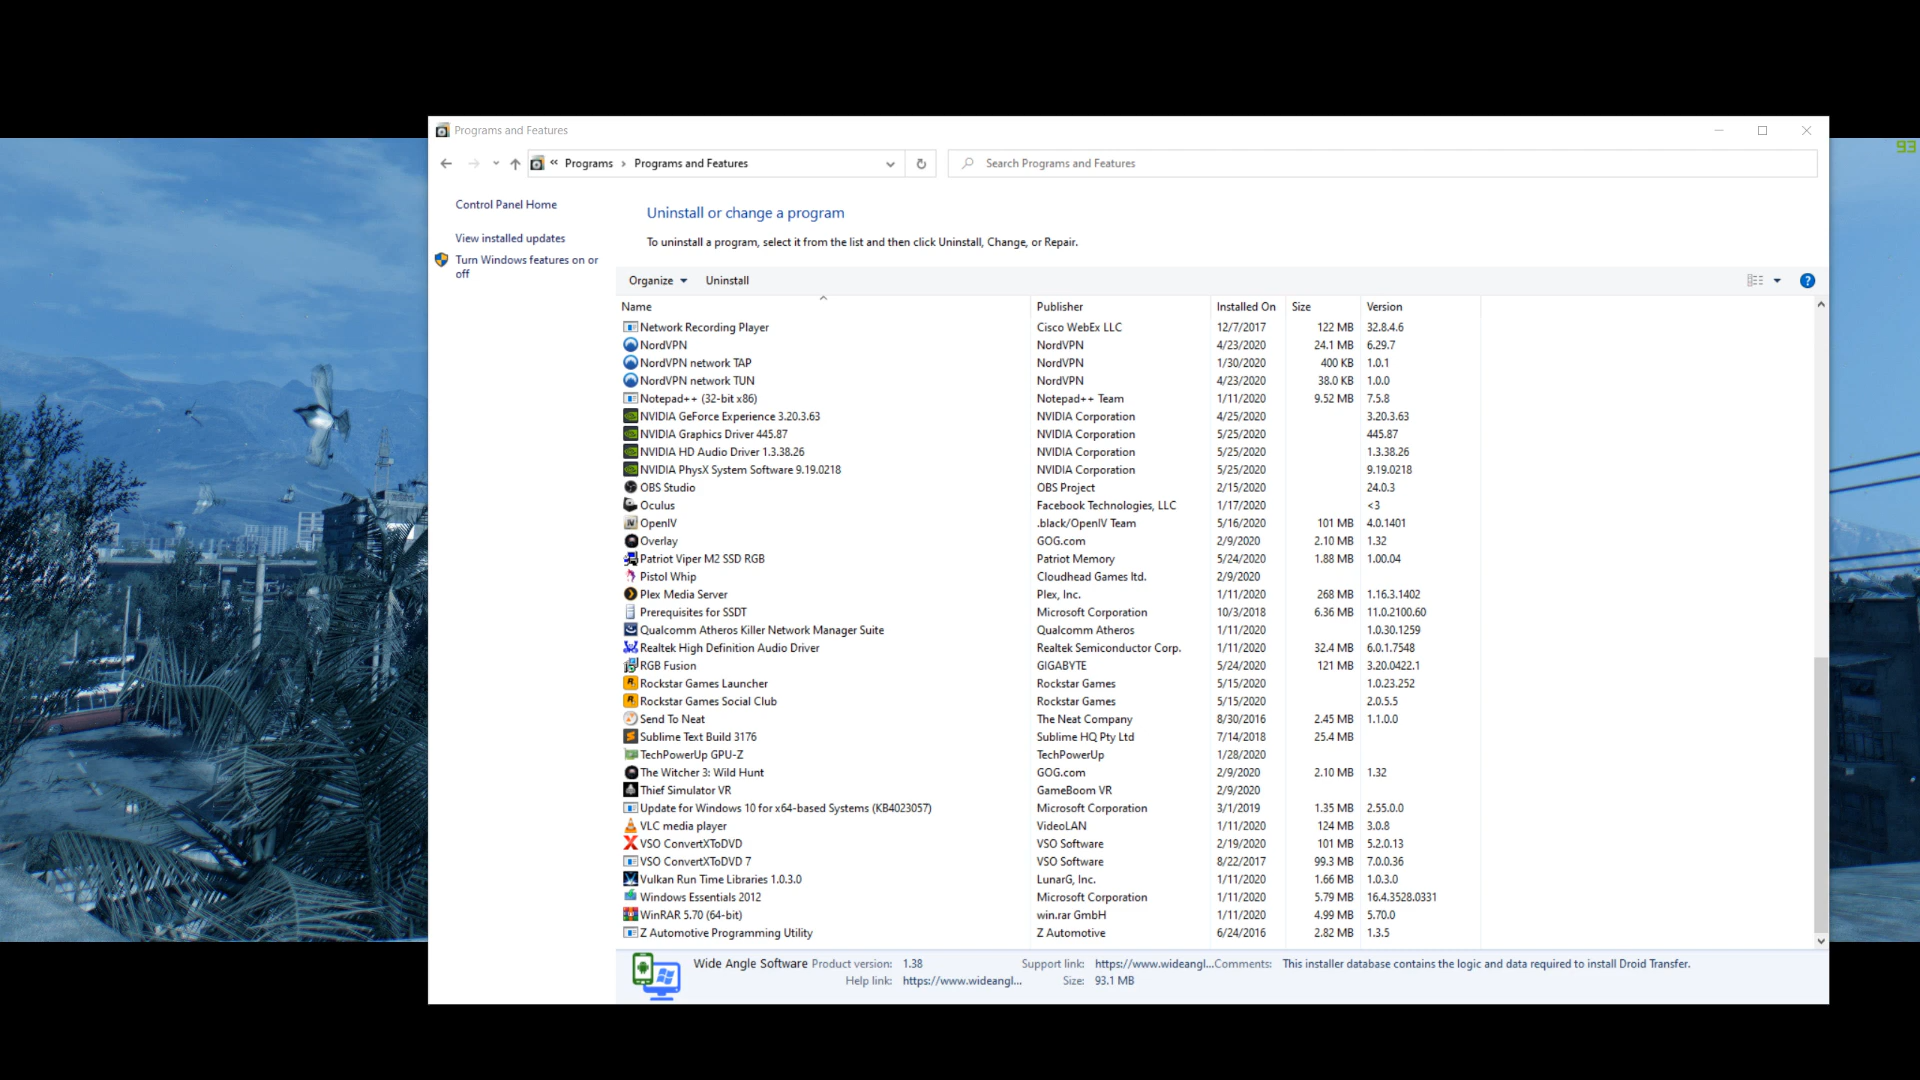 Programs and Features
93
« Programs › Programs and Features
Search Programs and Features
Control Panel Home
View installed updates
Turn Windows features on or
off
Uninstall or change a program
To uninstall a program, select it from the list and then click Uninstall, Change, or Repair.
Organize Uninstall
Name Publisher Installed On Size Version
Network Recording Player Cisco WebEx LLC 12/7/2017 122 MB 32.8.4.6
NordVPN NordVPN 4/23/2020 24.1 MB 6.29.7
NordVPN network TAP NordVPN 1/30/2020 400 KB 1.0.1
NordVPN network TUN NordVPN 4/23/2020 38.0 KB 1.0.0
Notepad++ (32-bit x86) Notepad++ Team 1/11/2020 9.52 MB 7.5.8
NVIDIA GeForce Experience 3.20.3.63 NVIDIA Corporation 4/25/2020 3.20.3.63
NVIDIA Graphics Driver 445.87 NVIDIA Corporation 5/25/2020 445.87
NVIDIA HD Audio Driver 1.3.38.26 NVIDIA Corporation 5/25/2020 1.3.38.26
NVIDIA PhysX System Software 9.19.0218 NVIDIA Corporation 5/25/2020 9.19.0218
OBS Studio OBS Project 2/15/2020 24.0.3
Oculus Facebook Technologies, LLC 1/17/2020 <3
OpenIV .black/OpenIV Team 5/16/2020 101 MB 4.0.1401
Overlay GOG.com 2/9/2020 2.10 MB 1.32
Patriot Viper M2 SSD RGB Patriot Memory 5/24/2020 1.88 MB 1.00.04
Pistol Whip Cloudhead Games ltd. 2/9/2020
Plex Media Server Plex, Inc. 1/11/2020 268 MB 1.16.3.1402
Prerequisites for SSDT Microsoft Corporation 10/3/2018 6.36 MB 11.0.2100.60
Qualcomm Atheros Killer Network Manager Suite Qualcomm Atheros 1/11/2020 1.0.30.1259
Realtek High Definition Audio Driver Realtek Semiconductor Corp. 1/11/2020 32.4 MB 6.0.1.7548
RGB Fusion GIGABYTE 5/24/2020 121 MB 3.20.0422.1
Rockstar Games Launcher Rockstar Games 5/15/2020 1.0.23.252
Rockstar Games Social Club Rockstar Games 5/15/2020 2.0.5.5
Send To Neat The Neat Company 8/30/2016 2.45 MB 1.1.0.0
Sublime Text Build 3176 Sublime HQ Pty Ltd 7/14/2018 25.4 MB
TechPowerUp GPU-Z TechPowerUp 1/28/2020
The Witcher 3: Wild Hunt GOG.com 2/9/2020 2.10 MB 1.32
Thief Simulator VR GameBoom VR 2/9/2020
Update for Windows 10 for x64-based Systems (KB4023057) Microsoft Corporation 3/1/2019 1.35 MB 2.55.0.0
VLC media player VideoLAN 1/11/2020 124 MB 3.0.8
VSO ConvertXToDVD VSO Software 2/19/2020 101 MB 5.2.0.13
VSO ConvertXToDVD 7 VSO Software 8/22/2017 99.3 MB 7.0.0.36
Vulkan Run Time Libraries 1.0.3.0 LunarG, Inc. 1/11/2020 1.66 MB 1.0.3.0
Windows Essentials 2012 Microsoft Corporation 1/11/2020 5.79 MB 16.4.3528.0331
WinRAR 5.70 (64-bit) win.rar GmbH 1/11/2020 4.99 MB 5.70.0
Z Automotive Programming Utility Z Automotive 6/24/2016 2.82 MB 1.3.5
Wide Angle Software Product version: 1.38 Support link: https://www.wideangl... Comments: This installer database contains the logic and data required to install Droid Transfer.
Help link: https://www.wideangl... Size: 93.1 MB